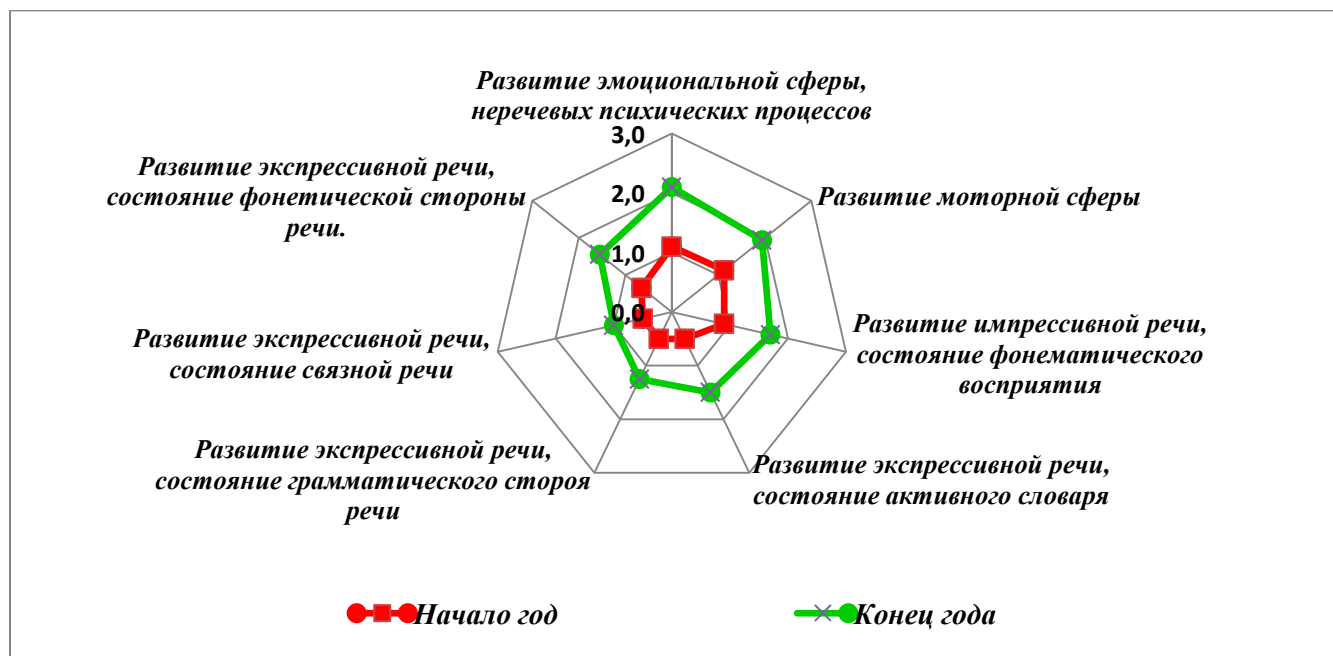 Развитие эмоциональной сферы,
неречевых психических процессов
3,0
2,0
1,0
0,0
Развитие моторной сферы
Развитие импрессивной речи,
состояние фонематического
восприятия
Развитие экспрессивной речи,
состояние активного словаря
Развитие экспрессивной речи,
состояние грамматического стороя
речи
Развитие экспрессивной речи,
состояние связной речи
Развитие экспрессивной речи,
состояние фонетической стороны
речи.
Начало год
Конец года